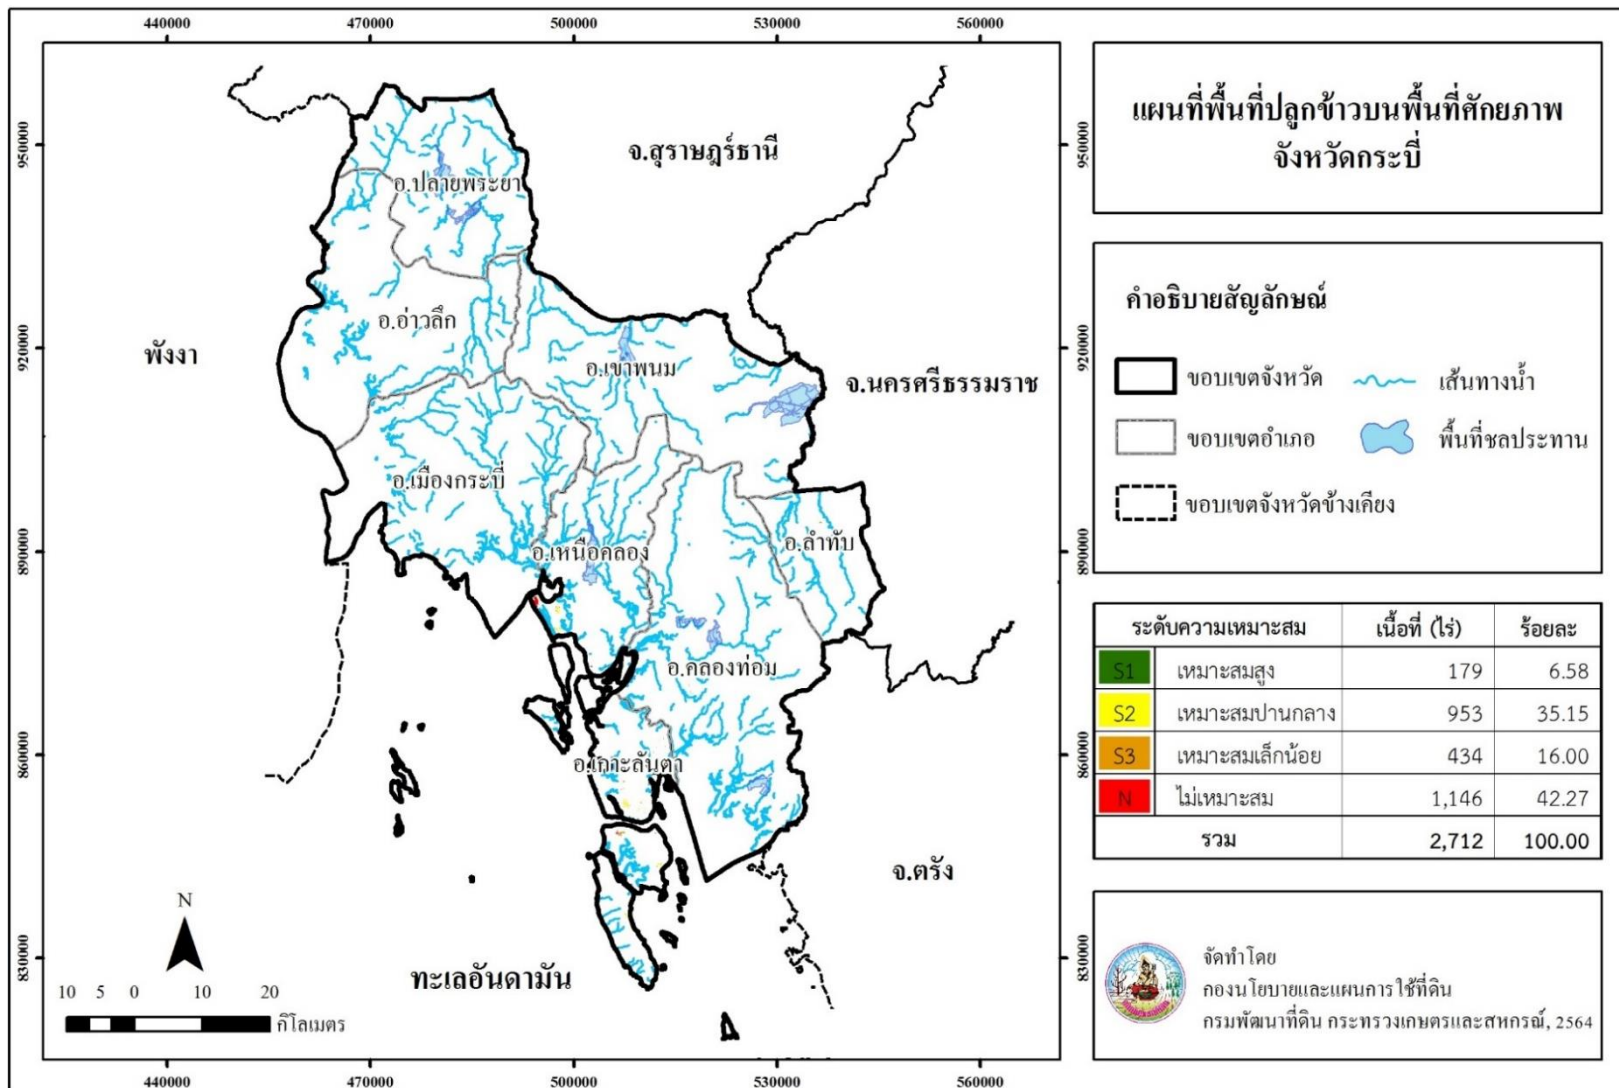 440000 470000 500000 530000 560000
950000 950000
920000 920000
890000 890000
860000 860000
830000 830000
จ.สุราษฎร์ธานี
อ.ปลายพระยา
อ.อ่าวลึก
พังงา
อ.เขาพนม
จ.นครศรีธรรมราช
อ.เมืองกระบี่
อ.เหนือคลอง
อ.ลำทับ
อ.คลองท่อม
อ.เกาะลันตา
จ.ตรัง
ทะเลอันดามัน
N
10 5 0 10 20
กิโลเมตร
440000 470000 500000 530000 560000
แผนที่พื้นที่ปลูกข้าวบนพื้นที่ศักยภาพ
จังหวัดกระบี่
คำอธิบายสัญลักษณ์
ขอบเขตจังหวัด เส้นทางน้ำ
ขอบเขตอำเภอ พื้นที่ชลประทาน
ขอบเขตจังหวัดข้างเคียง
ระดับความเหมาะสม เนื้อที่ (ไร่) ร้อยละ
S1 เหมาะสมสูง 179 6.58
S2 เหมาะสมปานกลาง 953 35.15
S3 เหมาะสมเล็กน้อย 434 16.00
N ไม่เหมาะสม 1,146 42.27
รวม 2,712 100.00
จัดทำโดย
กองนโยบายและแผนการใช้ที่ดิน
กรมพัฒนาที่ดิน กระทรวงเกษตรและสหกรณ์, 2564